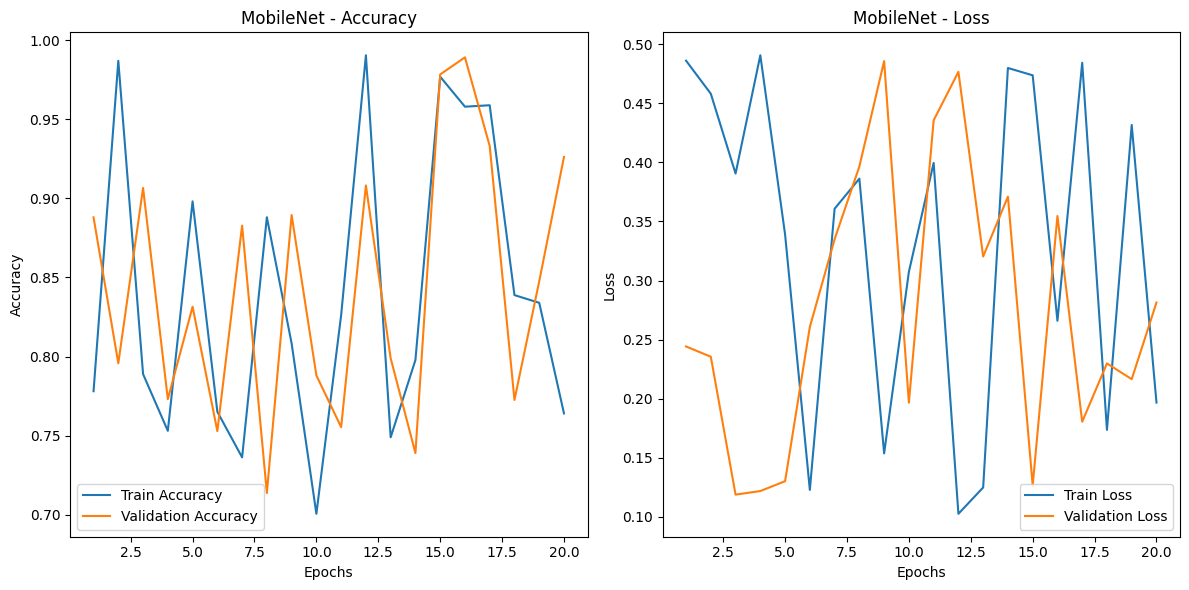 MobileNet - Accuracy
1.00
0.95
0.90
0.85
0.80
0.75
0.70
Accuracy
Train Accuracy
Validation Accuracy
2.5 5.0 7.5 10.0 12.5 15.0 17.5 20.0
Epochs
MobileNet - Loss
0.50
0.45
0.40
0.35
0.30
0.25
0.20
0.15
0.10
Loss
Train Loss
Validation Loss
2.5 5.0 7.5 10.0 12.5 15.0 17.5 20.0
Epochs